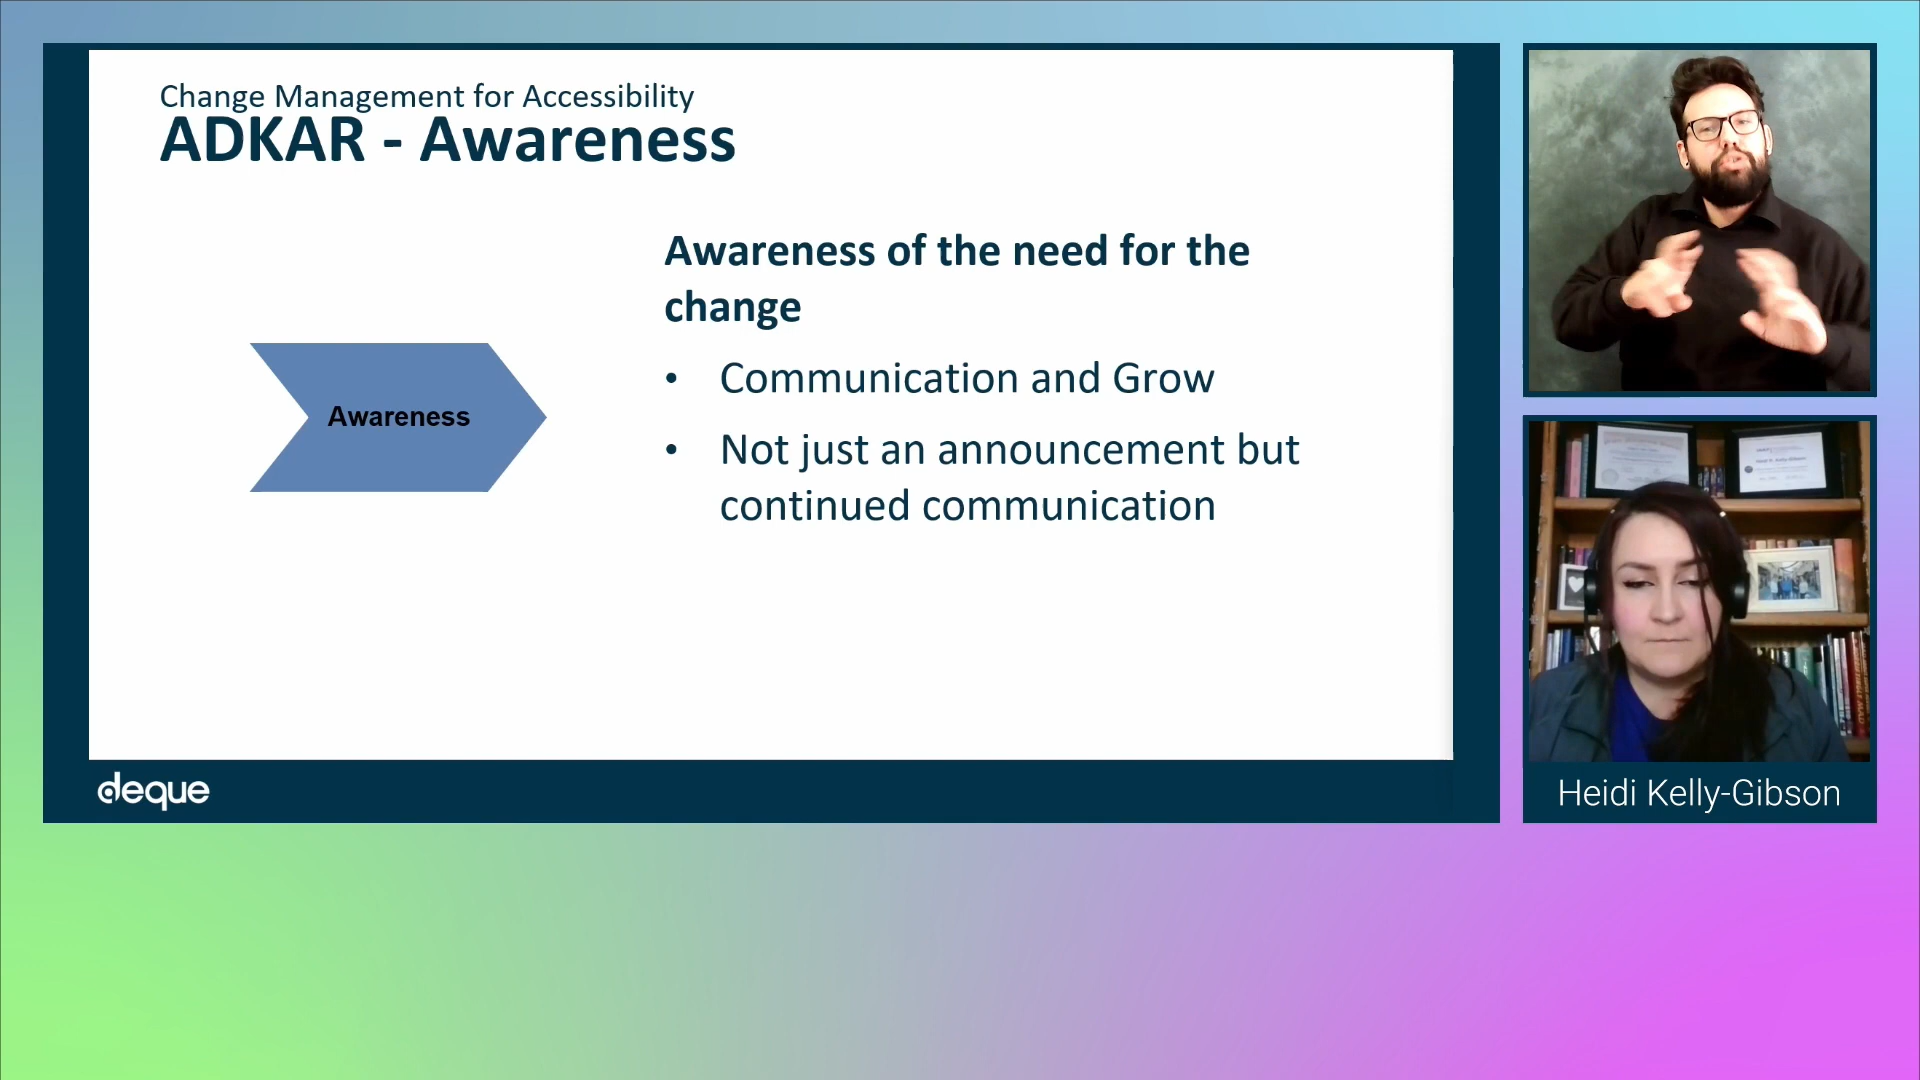 Change Management for Accessibility
ADKAR - Awareness
Awareness of the need for the
change
• Communication and Grow
• Not just an announcement but
continued communication
Awareness
deque
Heidi Kelly-Gibson